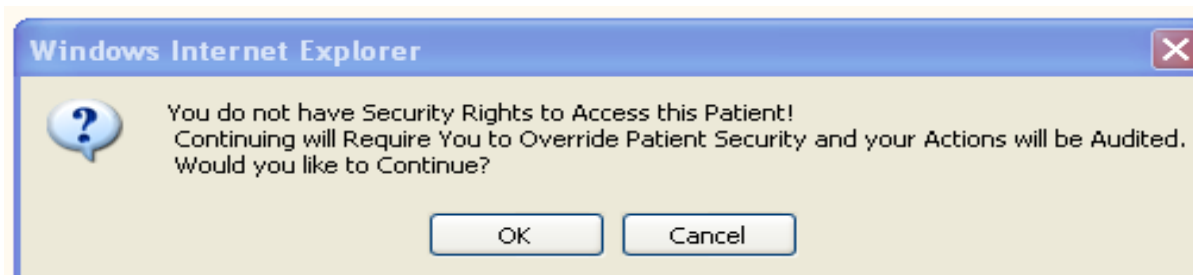 Windows Internet Explorer
You do not have Security Rights to Access this Patient!
Continuing will Require You to Override Patient Security and your Actions will be Audited.
Would you like to Continue?
OK
Cancel